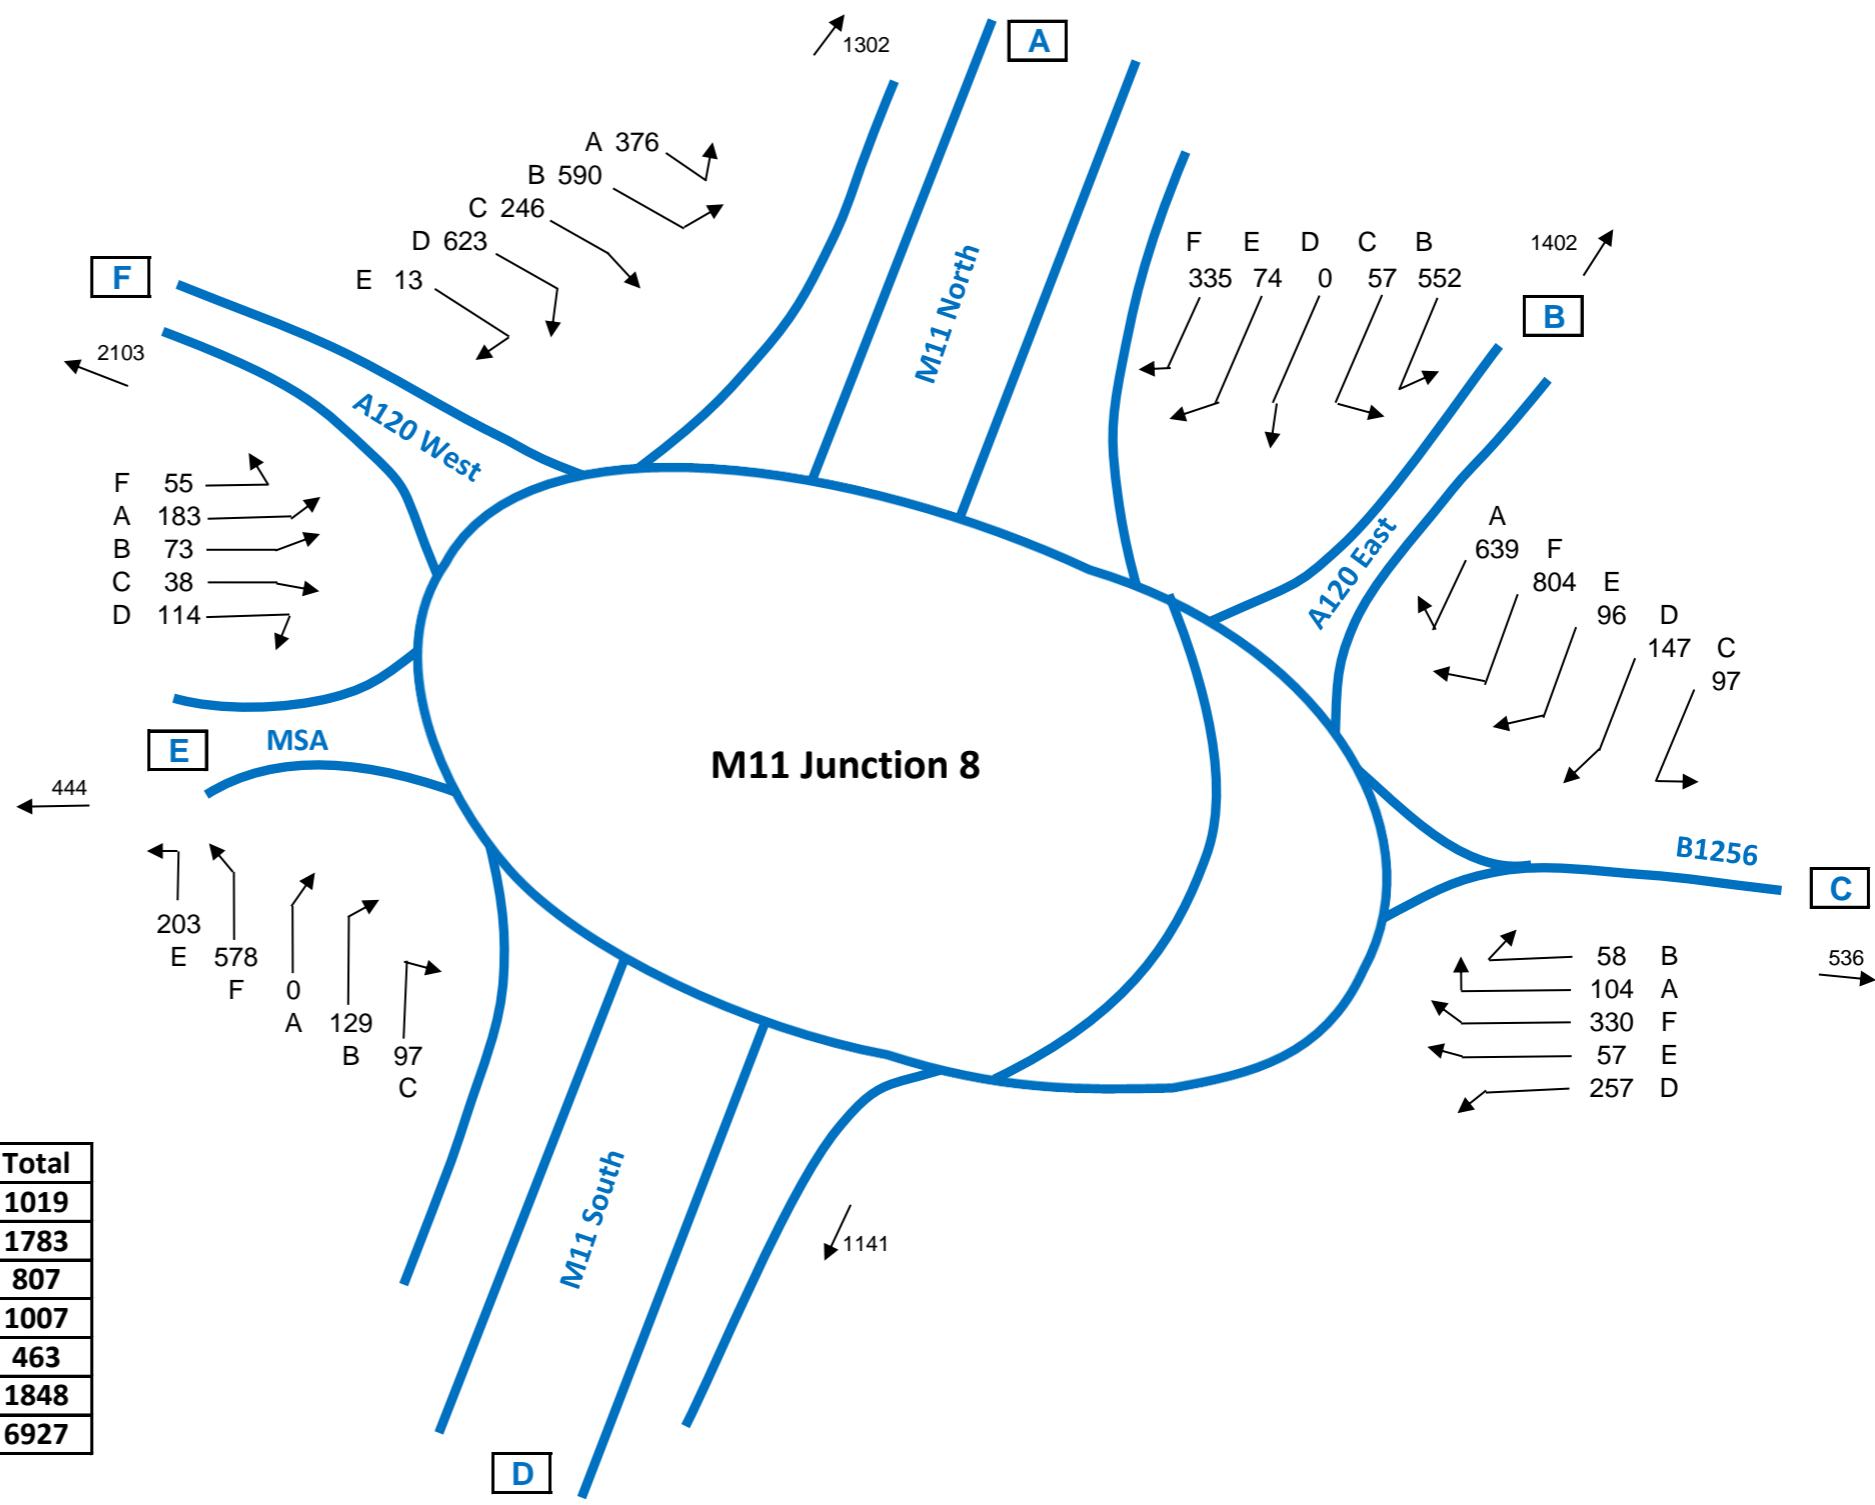 A
1302
A 376
B 590
C 246
D 623
E 13
F
2103
A120 West
M11 North
F E D C B
335 74 0 57 552
1402
B
A120 East
A
639 F
804 E
96 D
147 C
97
F 55
A 183
B 73
C 38
D 114
MSA
E
444
M11 Junction 8
B1256
C
536
203
E 578
F 0
A 129
B 97
C
58 B
104 A
330 F
57 E
257 D
M11 South
1141
D
Total
1019
1783
807
1007
463
1848
6927